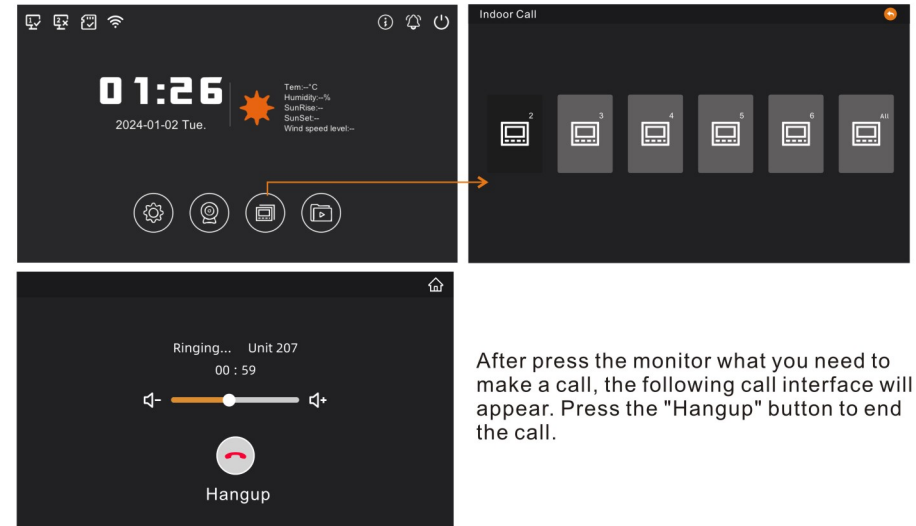 01:26
2024-01-02 Tue.
Tem:--°C
Humidity:--%
SunRise:--
SunSet:--
Wind speed level:--
Indoor Call
2 3 4 5 6 All
Ringing... Unit 207
00 : 59
Hangup
After press the monitor what you need to
make a call, the following call interface will
appear. Press the "Hangup" button to end
the call.